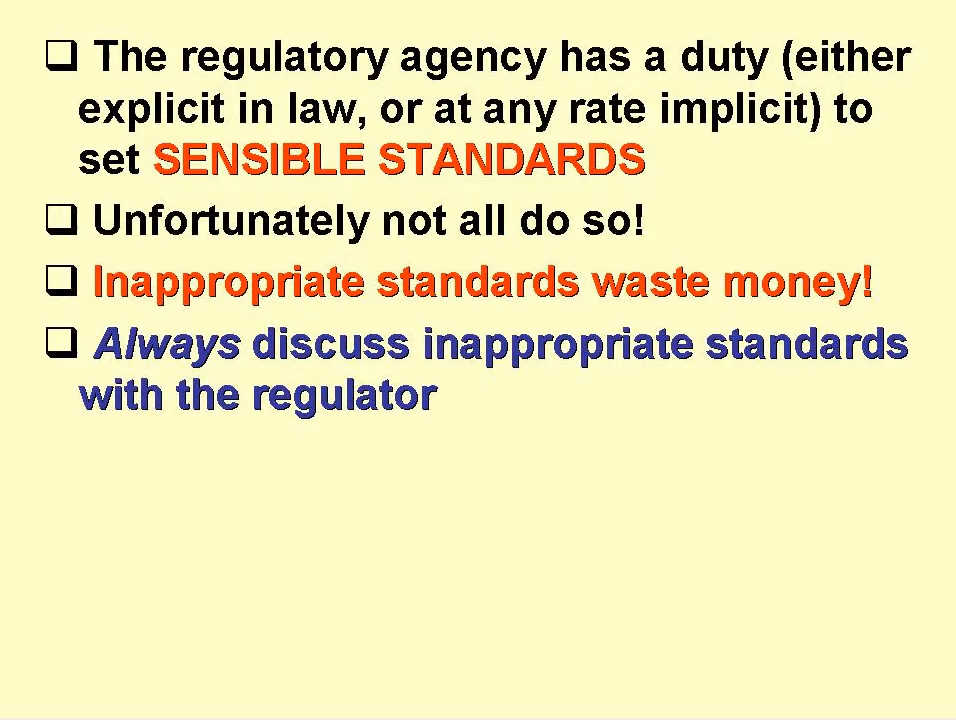 ❑ The regulatory agency has a duty (either
explicit in law, or at any rate implicit) to
set SENSIBLE STANDARDS
❑ Unfortunately not all do so!
❑ Inappropriate standards waste money!
❑ Always discuss inappropriate standards
with the regulator